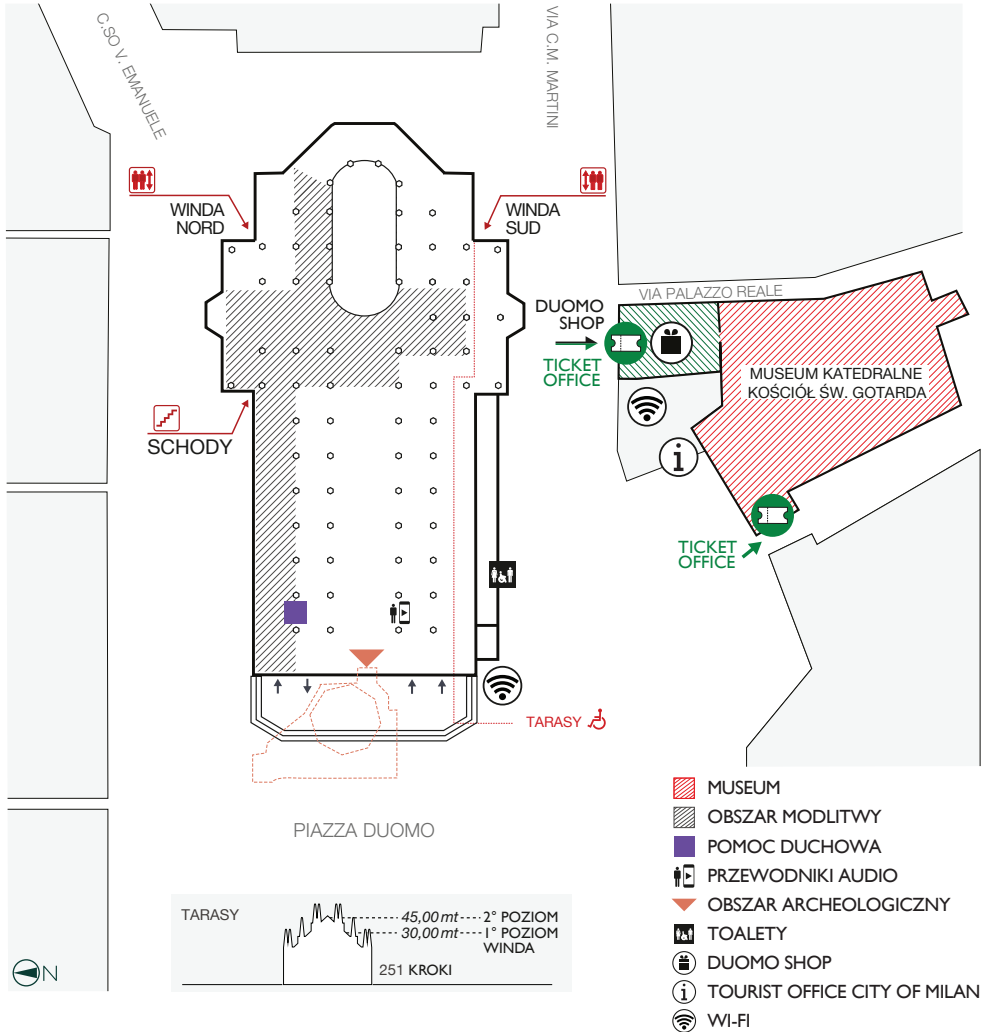 C.SO V. EMANUELE
VIA C.M. MARTINI
WINDA
NORD
WINDA
SUD
VIA PALAZZO REALE
DUOMO
SHOP
TICKET
OFFICE
MUSEUM KATEDRALNE
KOŚCIÓŁ ŚW. GOTARDA
SCHODY
i
TICKET
OFFICE
TARASY
PIAZZA DUOMO
TARASY
45,00 mt 2° POZIOM
30,00 mt 1° POZIOM
WINDA
251 KROKI
N
MUSEUM
OBSZAR MODLITWY
POMOC DUCHOWA
PRZEWODNIKI AUDIO
OBSZAR ARCHEOLOGICZNY
TOALETY
DUOMO SHOP
i TOURIST OFFICE CITY OF MILAN
WI-FI